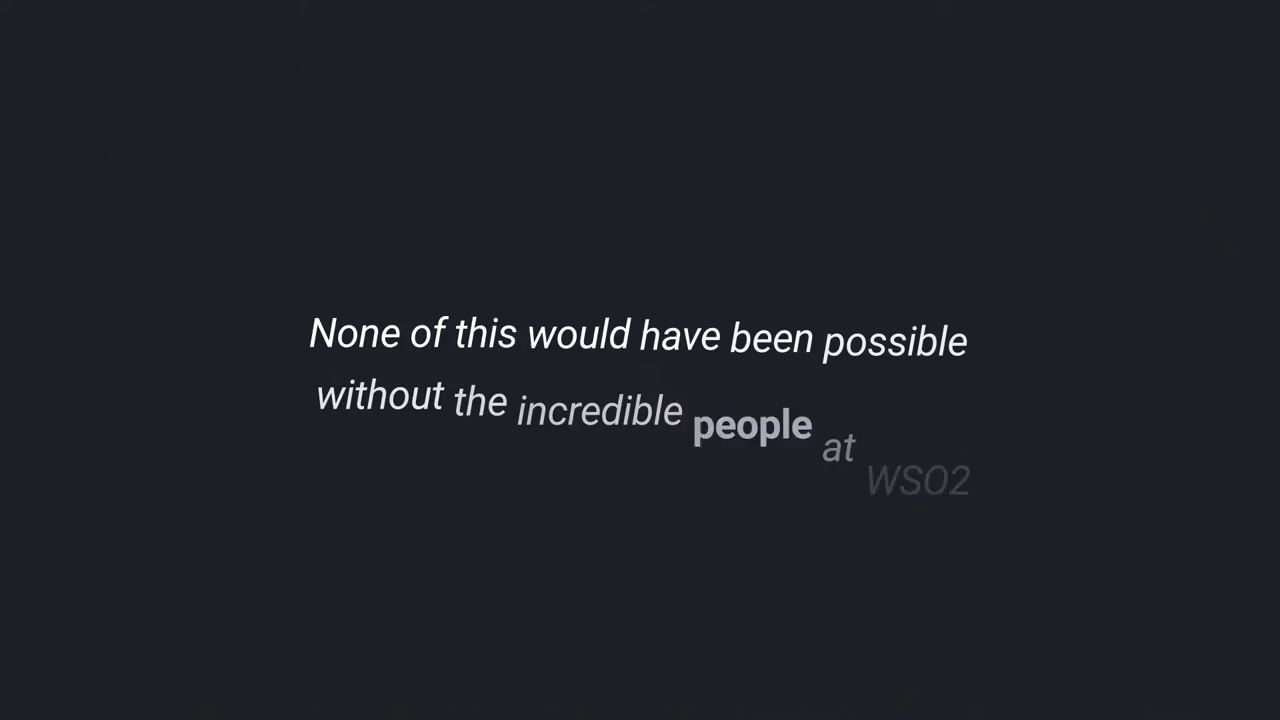 None of this would have been possible
without the incredible people at WSO2